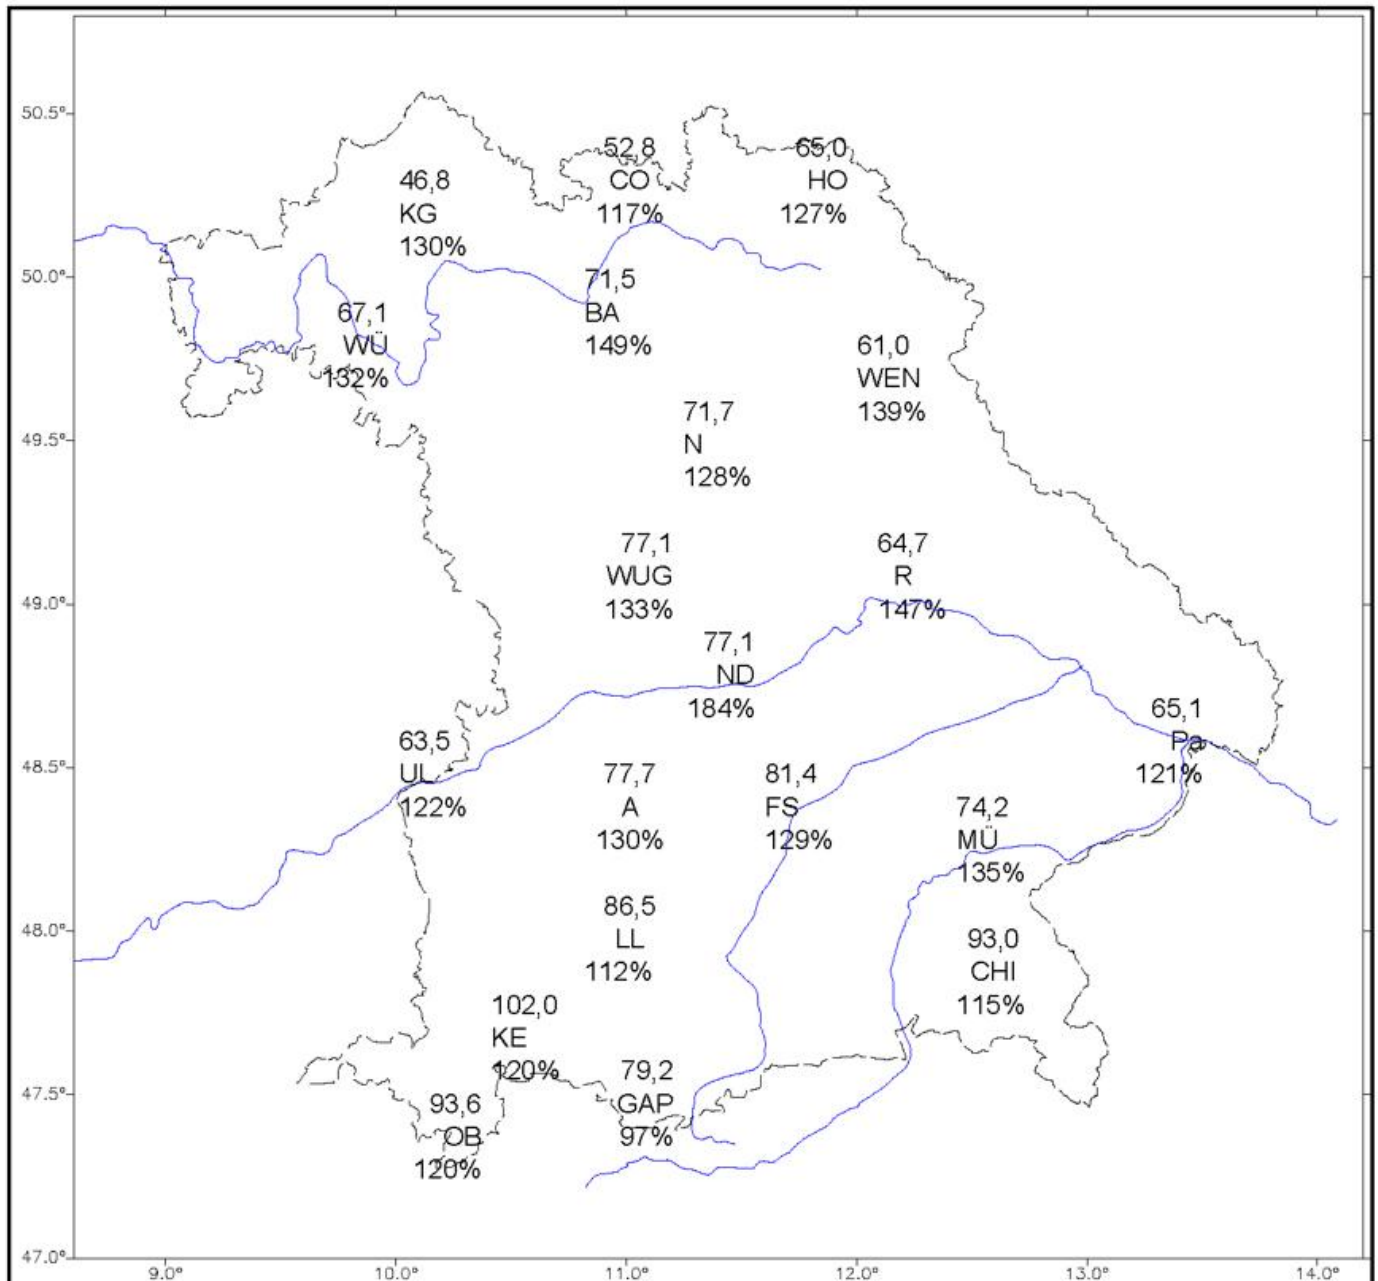 50.5°
50.0°
49.5°
49.0°
48.5°
48.0°
47.5°
47.0°
9.0°
10.0°
11.0°
12.0°
13.0°
14.0°
52,8
CO
117%
65,0
HO
127%
46,8
KG
130%
71,5
BA
149%
67,1
WÜ
132%
61,0
WEN
139%
71,7
N
128%
77,1
WUG
133%
64,7
R
147%
77,1
ND
184%
65,1
Pa
121%
63,5
UL
122%
77,7
A
130%
81,4
FS
129%
74,2
MÜ
135%
86,5
LL
112%
93,0
CHI
115%
102,0
KE
120%
79,2
GAP
97%
93,6
OB
120%